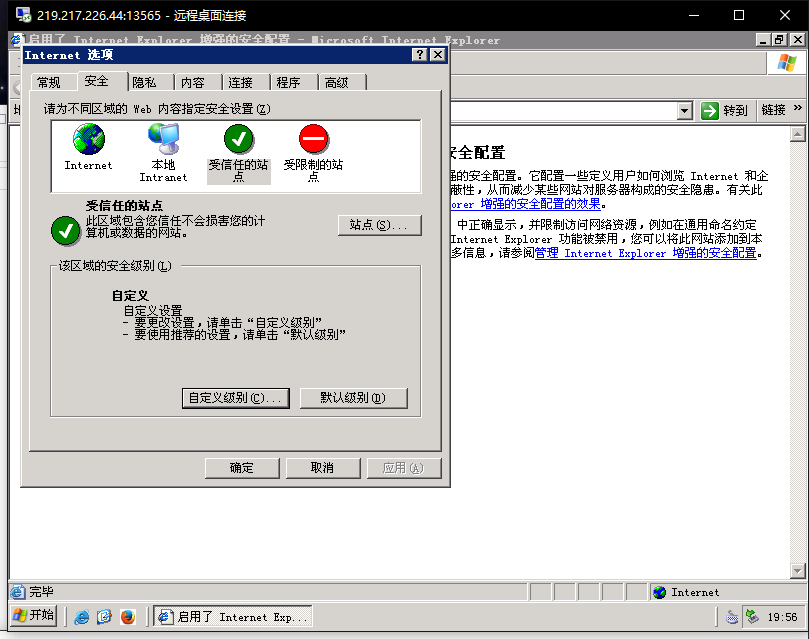 219.217.226.44:13565 - 远程桌面连接
启用了 Internet Explorer 增强的安全配置 - Microsoft Internet Explorer
Internet 选项
常规 安全 隐私 内容 连接 程序 高级
请为不同区域的 Web 内容指定安全设置(Z)
Internet
本地
Intranet
受信任的站
点
受限制的站
点
受信任的站点
此区域包含您信任不会损害您的计
算机或数据的网站。
站点(S)...
该区域的安全级别(L)
自定义
自定义设置
- 要更改设置，请单击“自定义级别”
- 要使用推荐的设置，请单击“默认级别”
自定义级别(C)...
默认级别(D)
确定
取消
应用(A)
转到
链接 »
安全配置
强的安全配置。它配置一些定义用户如何浏览 Internet 和企
蔽性，从而减少某些网站对服务器构成的安全隐患。有关此
orer 增强的安全配置的效果。
中正确显示，并限制访问网络资源，例如在通用命名约定
Internet Explorer 功能被禁用，您可以将此网站添加到本
多信息，请参阅管理 Internet Explorer 增强的安全配置。
完毕
Internet
开始
启用了 Internet Exp...
19:56